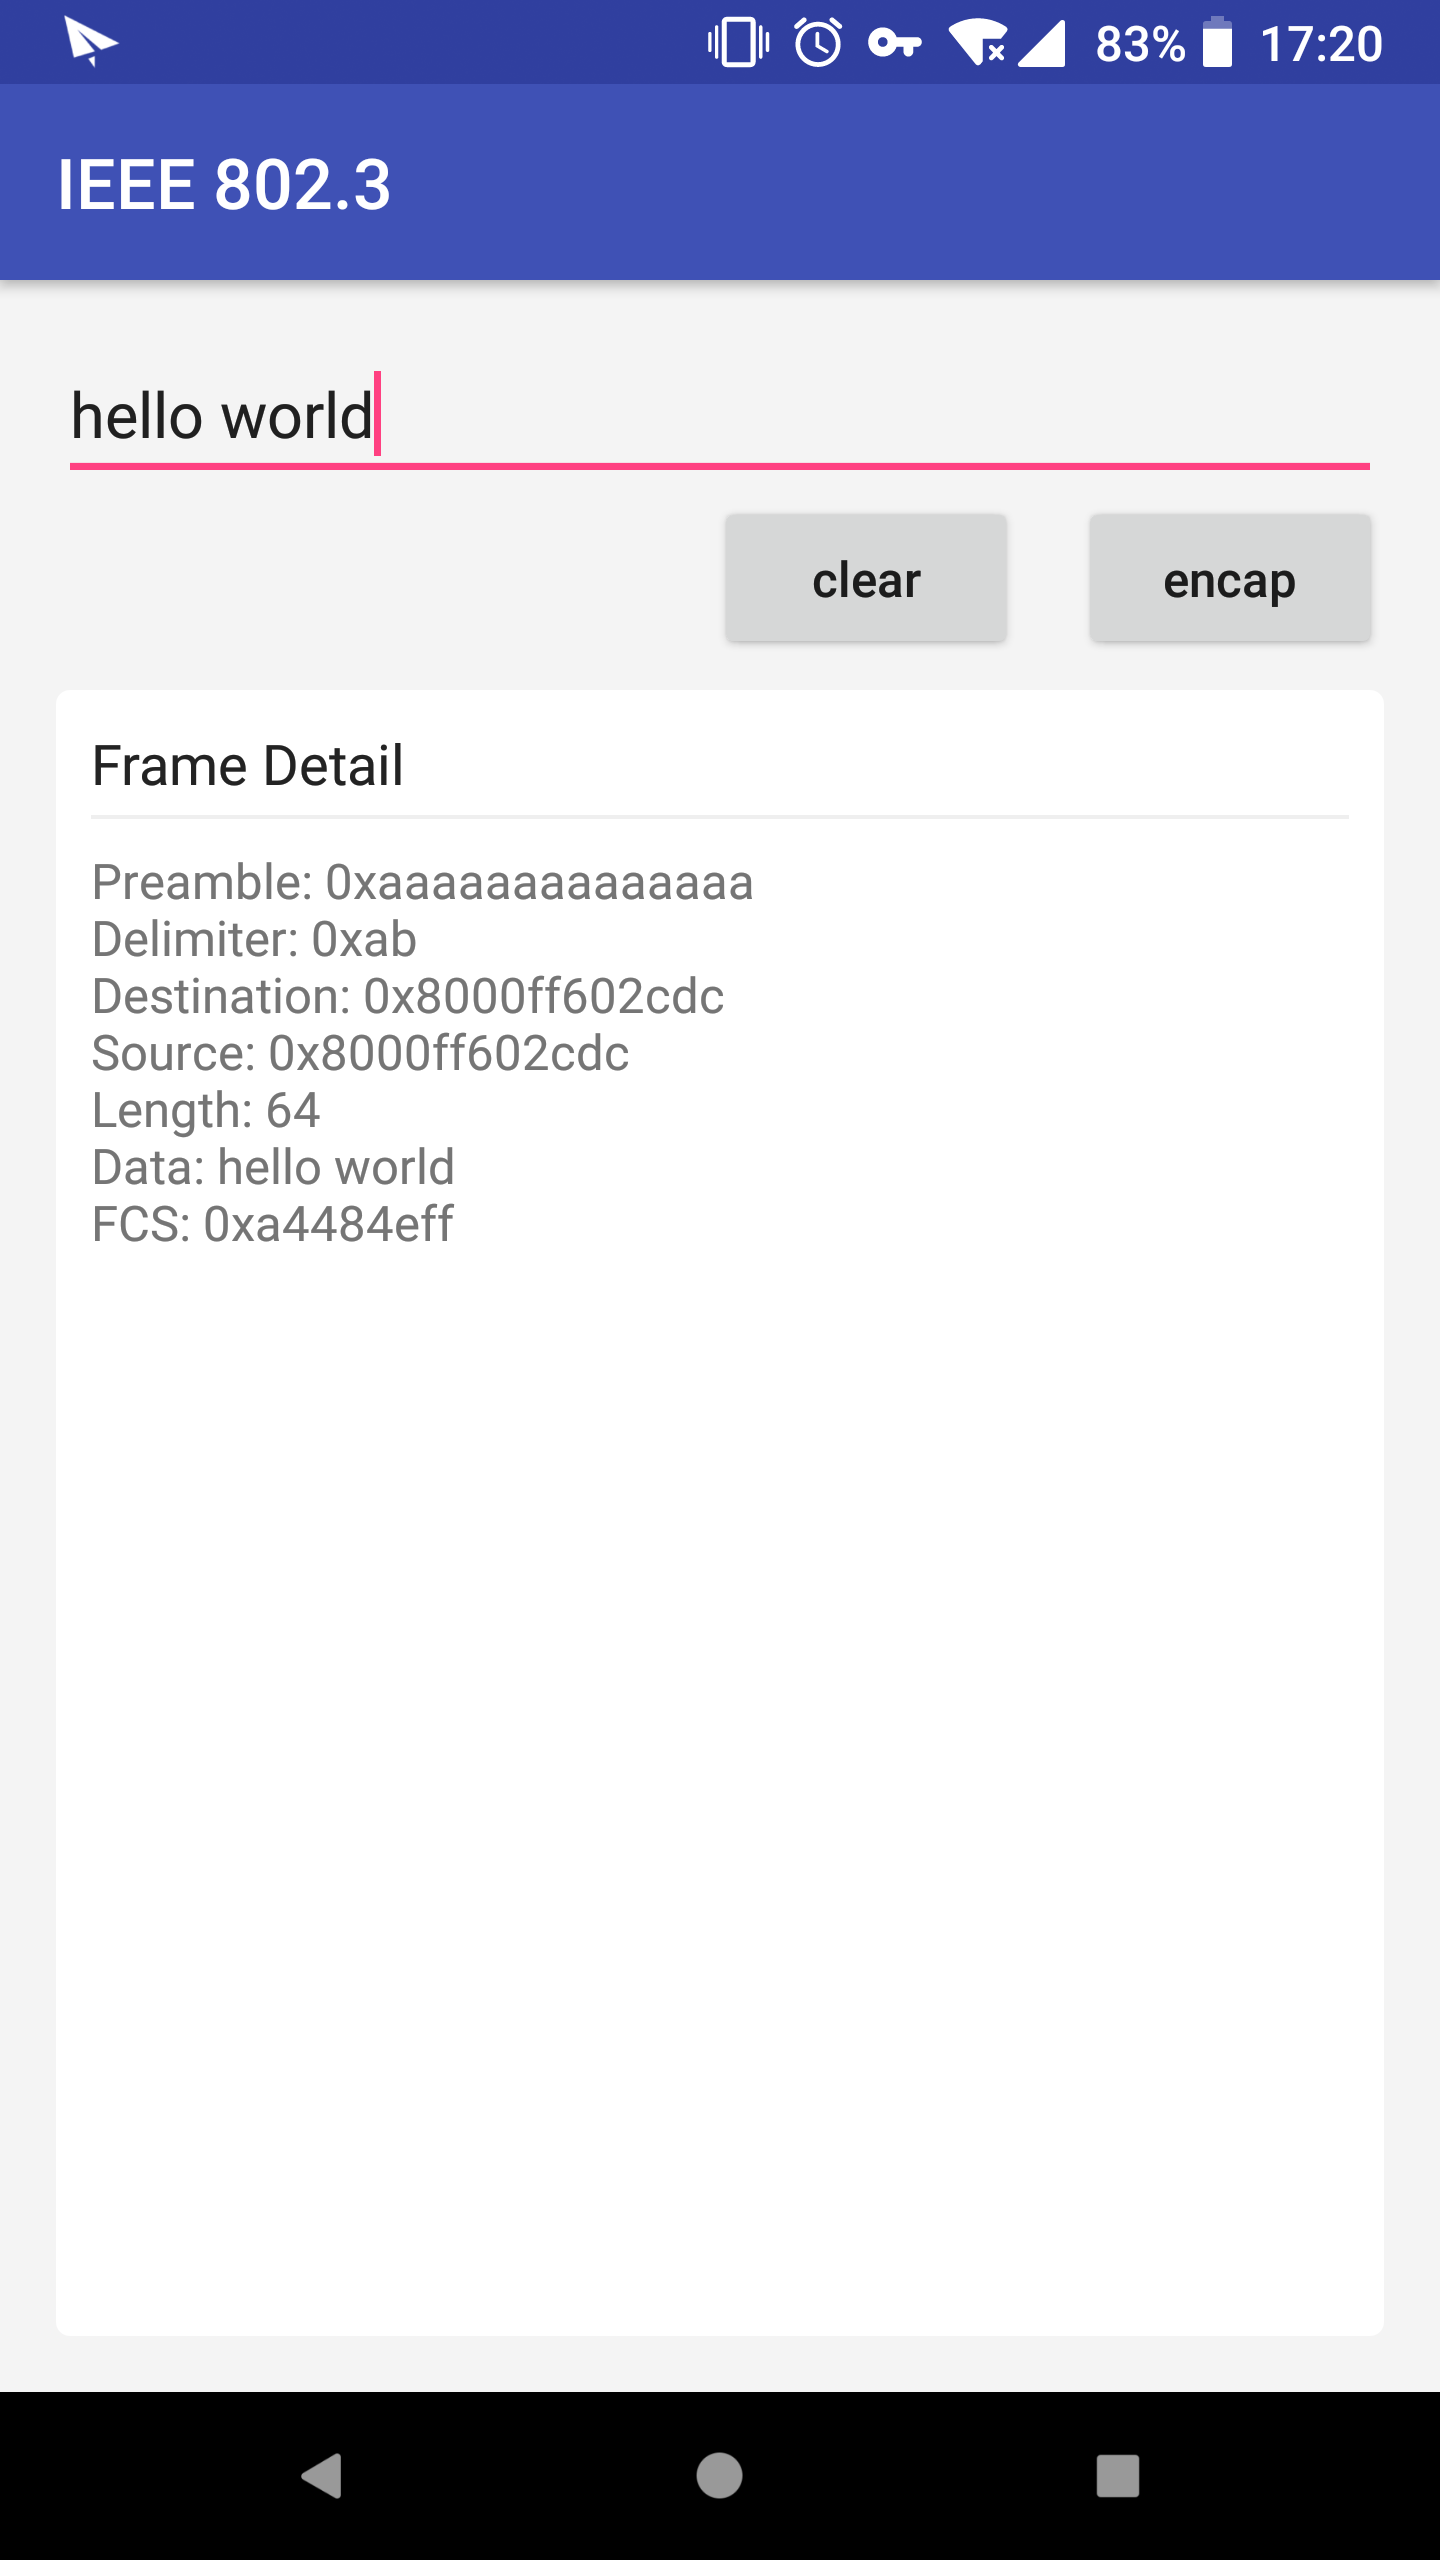 83% 17:20
IEEE 802.3
hello world
clear encap
Frame Detail
Preamble: 0xaaaaaaaaaaaaaa
Delimiter: 0xab
Destination: 0x8000ff602cdc
Source: 0x8000ff602cdc
Length: 64
Data: hello world
FCS: 0xa4484eff